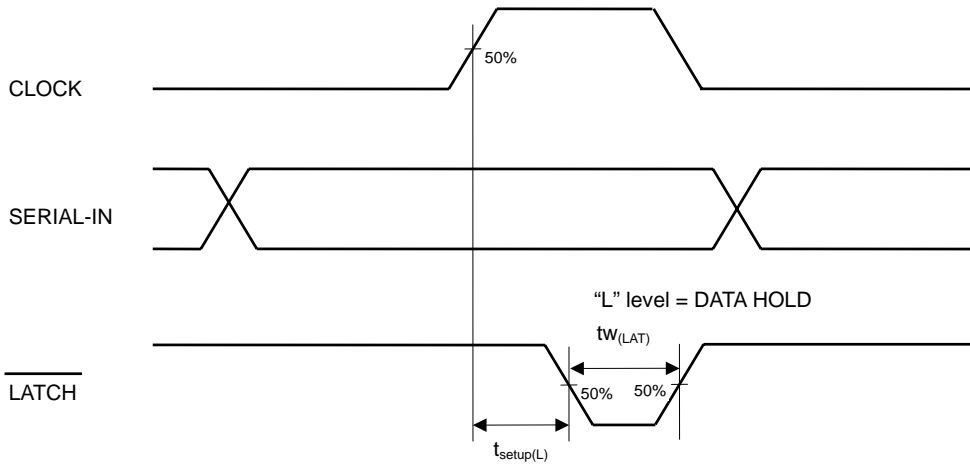 50%
CLOCK
SERIAL-IN
“L” level = DATA HOLD
tw(LAT)
LATCH
50%
50%
tsetup(L)